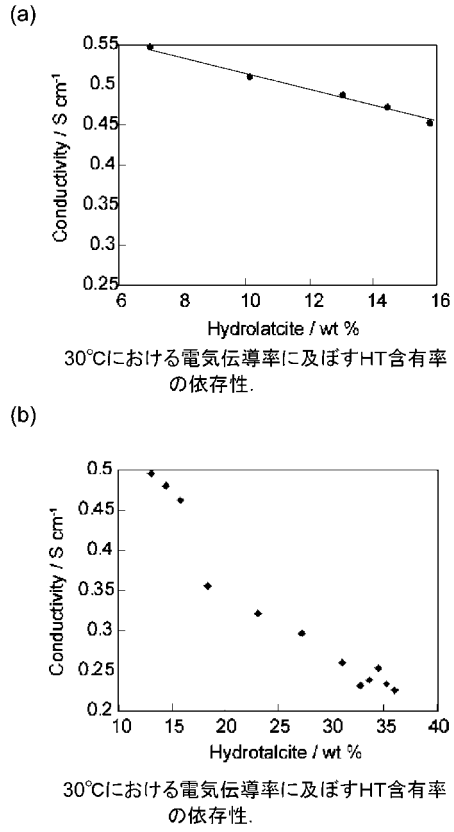 (a)
0.55
0.5
0.45
0.4
0.35
0.3
0.25
Conductivity / S cm-1
6 8 10 12 14 16
Hydrolatcite / wt %
30℃における電気伝導率に及ぼすHT含有率
の依存性.
(b)
0.5
0.45
0.4
0.35
0.3
0.25
0.2
Conductivity / S cm-1
10 15 20 25 30 35 40
Hydrotalcite / wt %
30℃における電気伝導率に及ぼすHT含有率
の依存性.